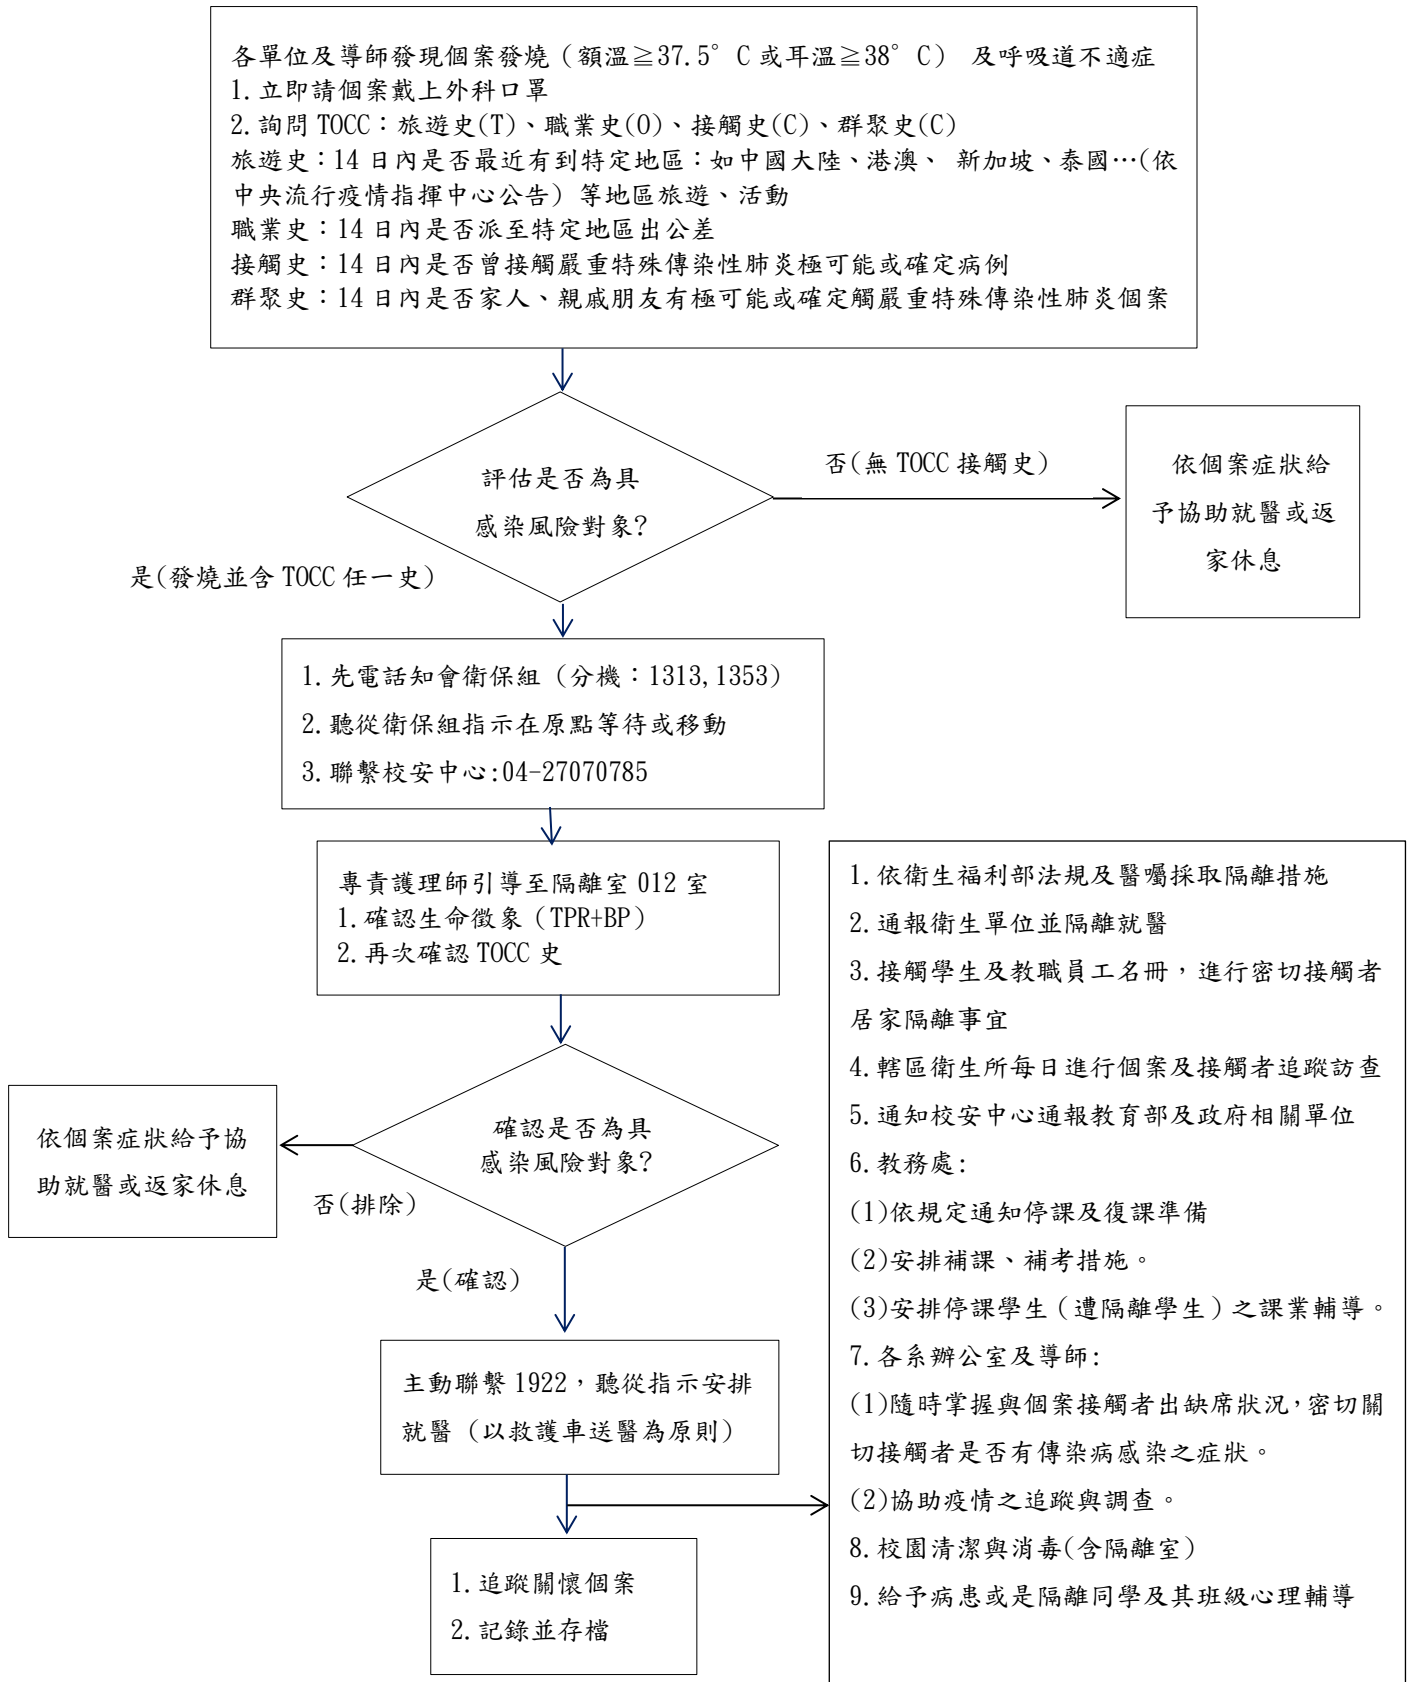 各單位及導師發現個案發燒（額溫≧37.5°C或耳溫≧38°C） 及呼吸道不適症
1.立即請個案戴上外科口罩
2.詢問 TOCC：旅遊史(T)、職業史(O)、接觸史(C)、群聚史(C)
旅遊史：14 日內是否最近有到特定地區：如中國大陸、港澳、 新加坡、泰國…(依
中央流行疫情指揮中心公告）等地區旅遊、活動
職業史：14 日內是否派至特定地區出公差
接觸史：14 日內是否曾接觸嚴重特殊傳染性肺炎極可能或確定病例
群聚史：14 日內是否家人、親戚朋友有極可能或確定觸嚴重特殊傳染性肺炎個案
評估是否為具
感染風險對象?
否(無 TOCC 接觸史)
依個案症狀給
予協助就醫或返
家休息
是(發燒並含 TOCC 任一史)
1.先電話知會衛保組（分機：1313,1353）
2.聽從衛保組指示在原點等待或移動
3.聯繫校安中心:04-27070785
專責護理師引導至隔離室 012 室
1.確認生命徵象（TPR+BP）
2.再次確認 TOCC 史
確認是否為具
感染風險對象?
否(排除)
依個案症狀給予協
助就醫或返家休息
是(確認)
主動聯繫 1922，聽從指示安排
就醫（以救護車送醫為原則）
1.追蹤關懷個案
2.記錄並存檔
1.依衛生福利部法規及醫囑採取隔離措施
2.通報衛生單位並隔離就醫
3.接觸學生及教職員工名冊，進行密切接觸者
居家隔離事宜
4.轄區衛生所每日進行個案及接觸者追蹤訪查
5.通知校安中心通報教育部及政府相關單位
6.教務處:
(1)依規定通知停課及復課準備
(2)安排補課、補考措施。
(3)安排停課學生（遭隔離學生）之課業輔導。
7.各系辦公室及導師:
(1)隨時掌握與個案接觸者出缺席狀況，密切關
切接觸者是否有傳染病感染之症狀。
(2)協助疫情之追蹤與調查。
8.校園清潔與消毒(含隔離室)
9.給予病患或是隔離同學及其班級心理輔導